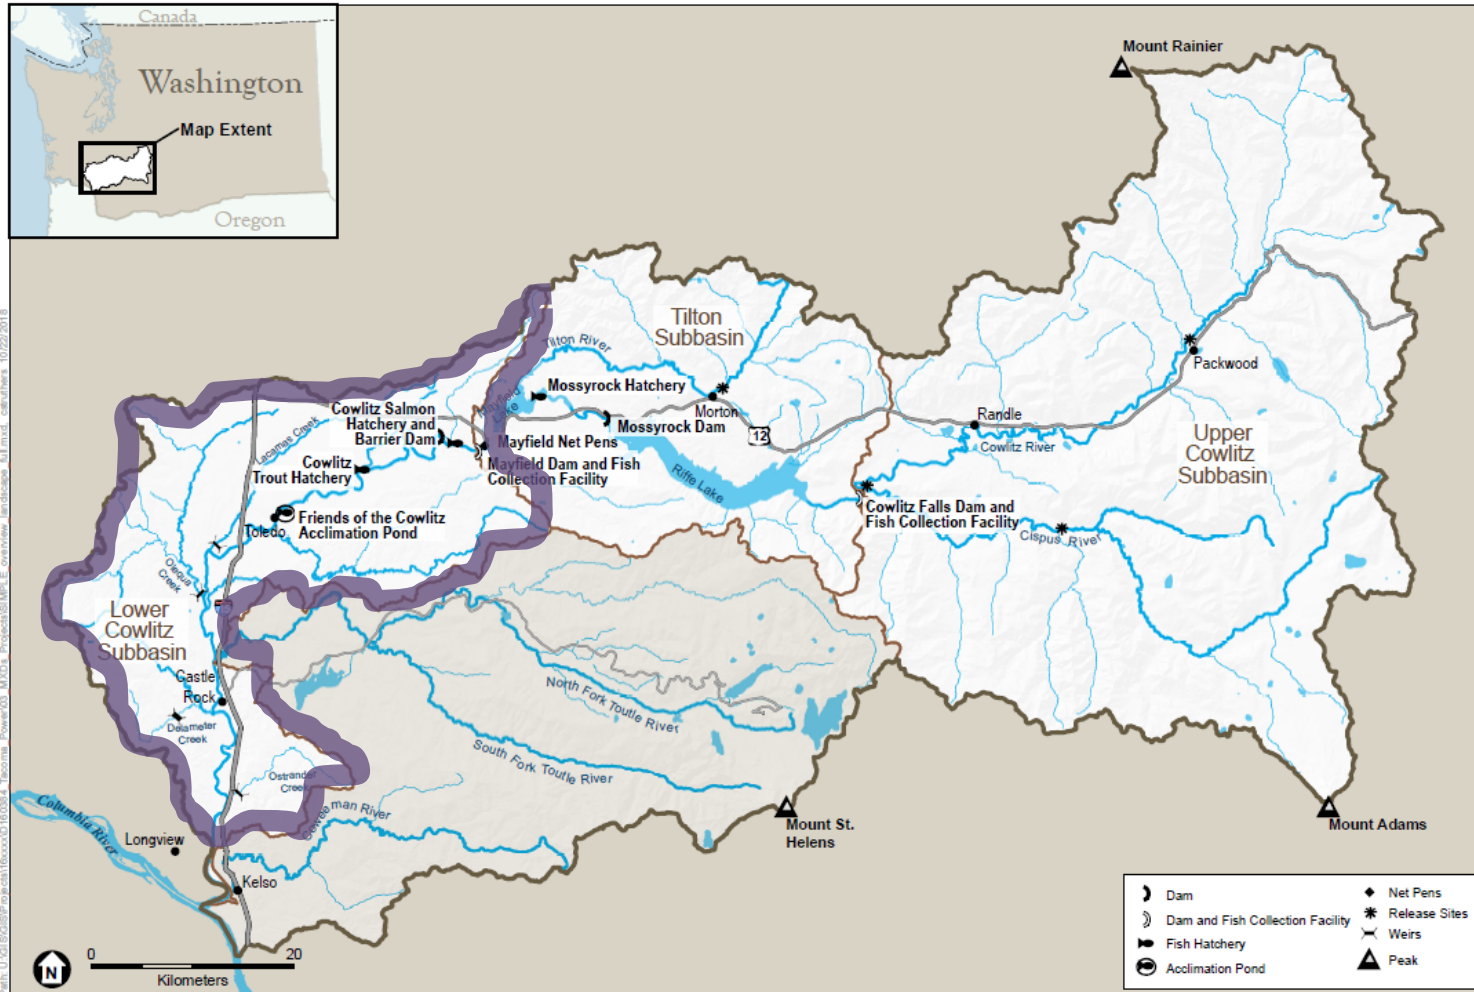 Canada
Washington
Map Extent
Oregon
Mount Rainier
Tilton
Subbasin
Tilton River
Mossyrock Hatchery
Morton
Mossyrock Dam
12
Mayfield
Lake
Packwood
Randle
Cowlitz River
Upper
Cowlitz
Subbasin
Cowlitz Salmon
Hatchery and
Barrier Dam
Lacamas Creek
Mayfield Net Pens
Mayfield Dam and Fish
Collection Facility
Riffe Lake
Cowlitz
Trout Hatchery
Cowlitz Falls Dam and
Fish Collection Facility
Cispus River
Friends of the Cowlitz
Acclimation Pond
Toledo
Olequa
Creek
Lower
Cowlitz
Subbasin
Castle
Rock
North Fork Toutle River
Delameter
Creek
South Fork Toutle River
Ostrander
Creek
man River
Columbia River
Longview
Kelso
Mount St.
Helens
Mount Adams
N
0 20
Kilometers
Dam
Dam and Fish Collection Facility
Fish Hatchery
Acclimation Pond
Net Pens
Release Sites
Weirs
Peak